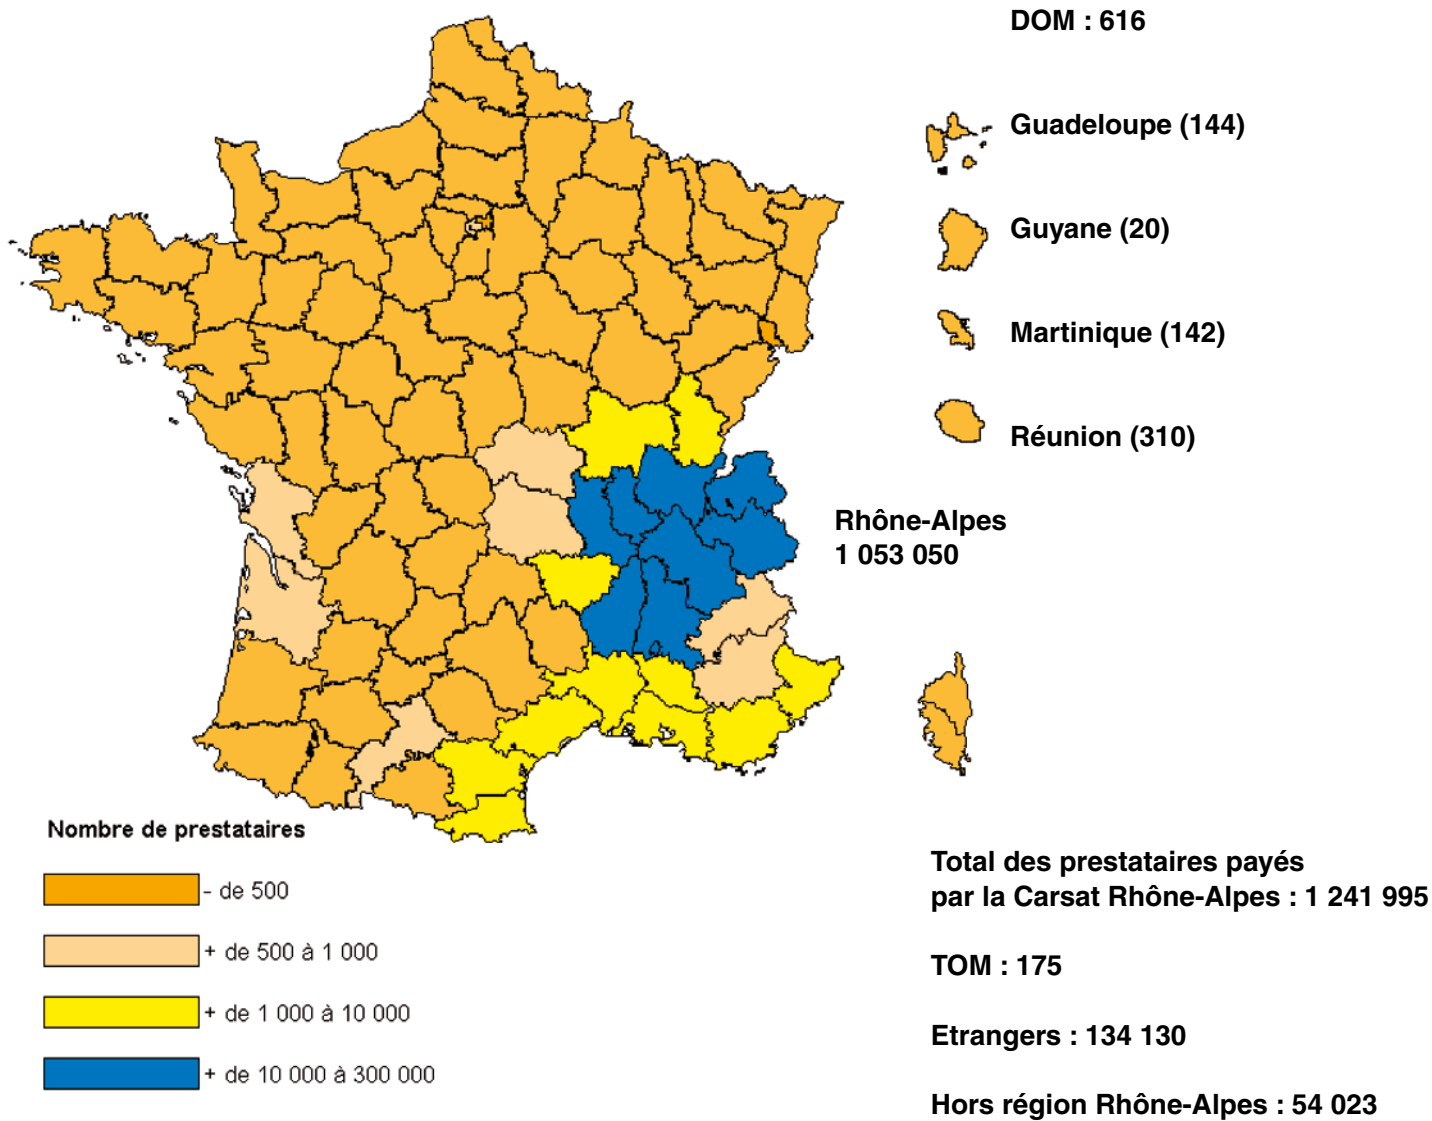 DOM : 616
Guadeloupe (144)
Guyane (20)
Martinique (142)
Réunion (310)
Rhône-Alpes
1 053 050
Nombre de prestataires
- de 500
+ de 500 à 1 000
+ de 1 000 à 10 000
+ de 10 000 à 300 000
Total des prestataires payés
par la Carsat Rhône-Alpes : 1 241 995
TOM : 175
Etrangers : 134 130
Hors région Rhône-Alpes : 54 023